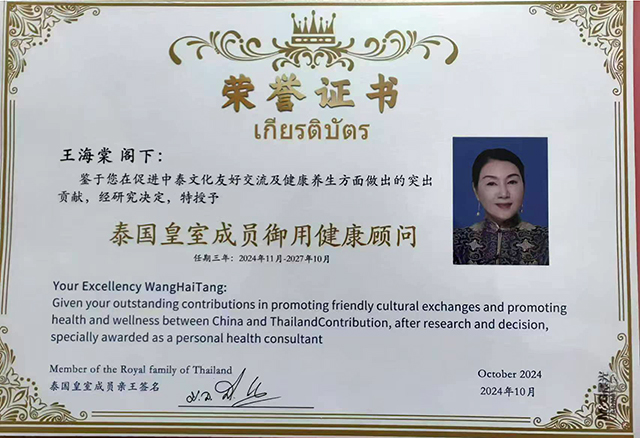 荣誉证书
เกียรติบัตร
王海棠 阁下：
鉴于您在促进中泰文化友好交流及健康养生方面做出的突出
贡献，经研究决定，特授予
泰国皇室成员御用健康顾问
任期三年：2024年11月-2027年10月
Your Excellency WangHaiTang:
Given your outstanding contributions in promoting friendly cultural exchanges and promoting
health and wellness between China and ThailandContribution, after research and decision,
specially awarded as a personal health consultant
Member of the Royal family of Thailand
泰国皇室成员亲王签名
October 2024
2024年10月